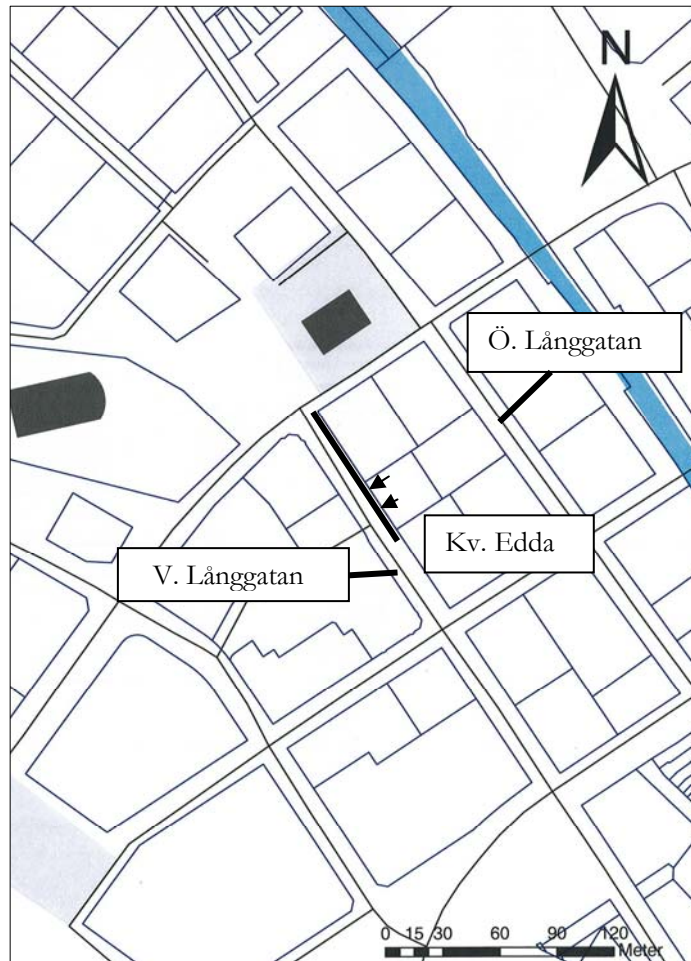 N
Ö. Långgatan
Kv. Edda
V. Långgatan
0 15 30 60 90 120
Meter